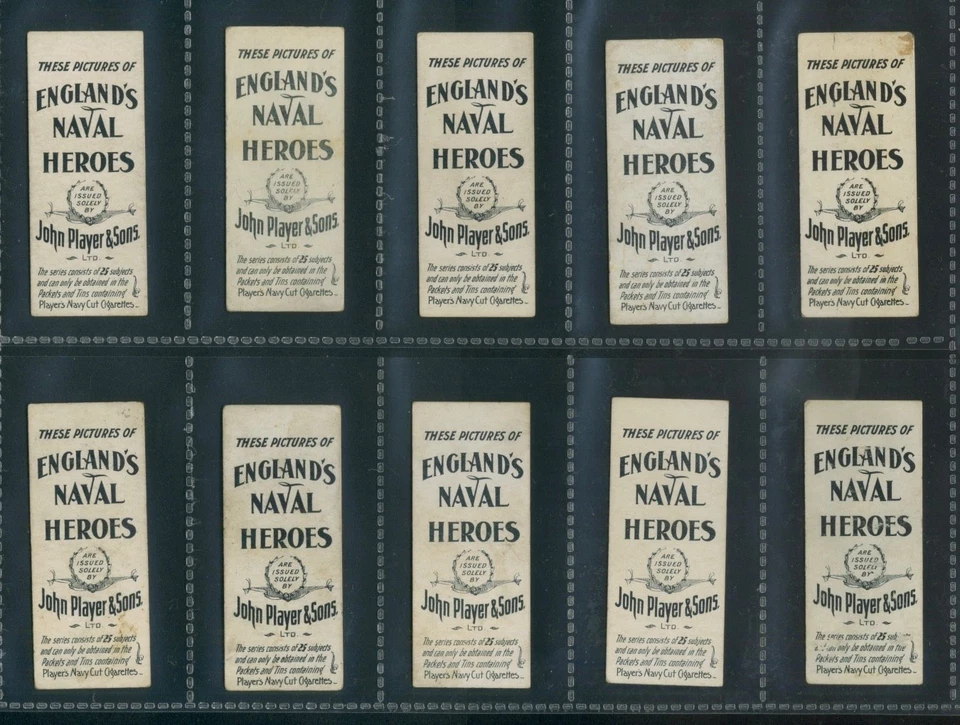 THESE PICTURES OF
ENGLAND'S
NAVAL
HEROES
ARE
ISSUED
SOLELY
BY
John Player & Sons.
LTD.
The series consists of 25 subjects
and can only be obtained in the
Packets and Tins containing
Player's Navy Cut Cigarettes
THESE PICTURES OF
ENGLAND'S
NAVAL
HEROES
ARE
ISSUED
SOLELY
BY
John Player & Sons.
LTD
The series consists of 25 subjects
and can only be obtained in the
Packets and Tins containing
Player's Navy Cut Cigarettes
THESE PICTURES OF
ENGLAND'S
NAVAL
HEROES
ARE
ISSUED
SOLELY
BY
John Player & Sons.
LTD.
The series consists of 25 subjects
and can only be obtained in the
Packets and Tins containing
Player's Navy Cut Cigarettes
THESE PICTURES OF
ENGLAND'S
NAVAL
HEROES
ARE
ISSUED
SOLELY
BY
John Player & Sons.
LTD.
The series consists of 25 subjects
and can only be obtained in the
Packets and Tins containing
Player's Navy Cut Cigarettes
THESE PICTURES OF
ENGLAND'S
NAVAL
HEROES
ARE
ISSUED
SOLELY
BY
John Player & Sons.
LTD.
The series consists of 25 subjects
and can only be obtained in the
Packets and Tins containing
Player's Navy Cut Cigarettes
THESE PICTURES OF
ENGLAND'S
NAVAL
HEROES
ARE
ISSUED
SOLELY
BY
John Player & Sons.
LTD.
The series consists of 25 subjects
and can only be obtained in the
Packets and Tins containing
Player's Navy Cut Cigarettes
THESE PICTURES OF
ENGLAND'S
NAVAL
HEROES
ARE
ISSUED
SOLELY
BY
John Player & Sons.
LTD.
The series consists of 25 subjects
and can only be obtained in the
Packets and Tins containing
Player's Navy Cut Cigarettes
THESE PICTURES OF
ENGLAND'S
NAVAL
HEROES
ARE
ISSUED
SOLELY
BY
John Player & Sons.
LTD.
The series consists of 25 subjects
and can only be obtained in the
Packets and Tins containing
Player's Navy Cut Cigarettes
THESE PICTURES OF
ENGLAND'S
NAVAL
HEROES
ARE
ISSUED
SOLELY
BY
John Player & Sons.
LTD.
The series consists of 25 subjects
and can only be obtained in the
Packets and Tins containing
Player's Navy Cut Cigarettes
THESE PICTURES OF
ENGLAND'S
NAVAL
HEROES
ARE
ISSUED
SOLELY
BY
John Player & Sons.
LTD.
The series consists of 25
only be obtained in the
Packets and Tins containing
Player's Navy Cut Cigarettes